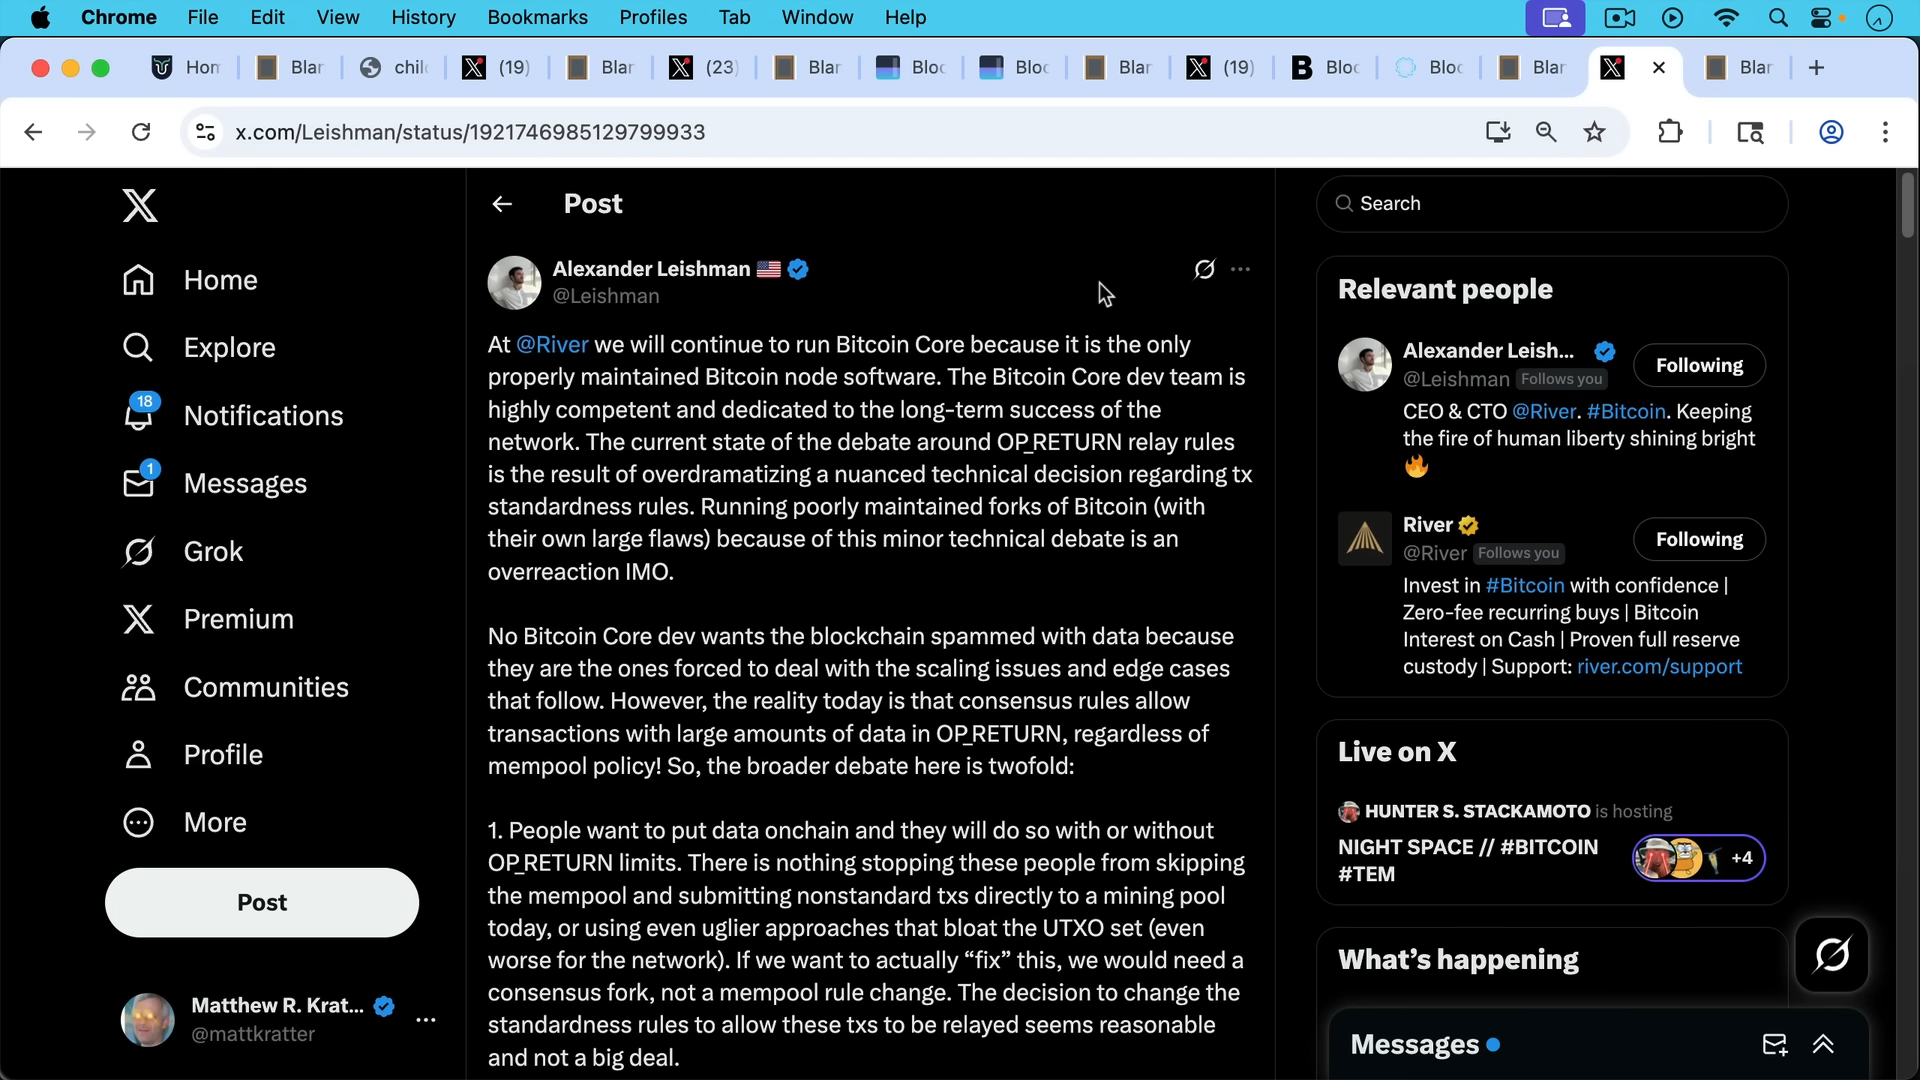 Chrome File Edit View History Bookmarks Profiles Tab Window Help
Hom Blar chil (19) Blar (23) Blar Bloc Bloc Blar (19) Bloc Bloc Blar Blar
x.com/Leishman/status/1921746985129799933
Post
Search
Alexander Leishman
@Leishman
At @River we will continue to run Bitcoin Core because it is the only
properly maintained Bitcoin node software. The Bitcoin Core dev team is
highly competent and dedicated to the long-term success of the
network. The current state of the debate around OP_RETURN relay rules
is the result of overdramatizing a nuanced technical decision regarding tx
standardness rules. Running poorly maintained forks of Bitcoin (with
their own large flaws) because of this minor technical debate is an
overreaction IMO.
No Bitcoin Core dev wants the blockchain spammed with data because
they are the ones forced to deal with the scaling issues and edge cases
that follow. However, the reality today is that consensus rules allow
transactions with large amounts of data in OP_RETURN, regardless of
mempool policy! So, the broader debate here is twofold:
1. People want to put data onchain and they will do so with or without
OP_RETURN limits. There is nothing stopping these people from skipping
the mempool and submitting nonstandard txs directly to a mining pool
today, or using even uglier approaches that bloat the UTXO set (even
worse for the network). If we want to actually “fix” this, we would need a
consensus fork, not a mempool rule change. The decision to change the
standardness rules to allow these txs to be relayed seems reasonable
and not a big deal.
Home
Explore
18
Notifications
1
Messages
Grok
Premium
Communities
Profile
More
Post
Matthew R. Krat...
@mattkratter
Relevant people
Alexander Leish...
@Leishman Follows you
Following
CEO & CTO @River. #Bitcoin. Keeping
the fire of human liberty shining bright
River
@River Follows you
Following
Invest in #Bitcoin with confidence |
Zero-fee recurring buys | Bitcoin
Interest on Cash | Proven full reserve
custody | Support: river.com/support
Live on X
HUNTER S. STACKAMOTO is hosting
NIGHT SPACE // #BITCOIN
#TEM
+4
What’s happening
Messages